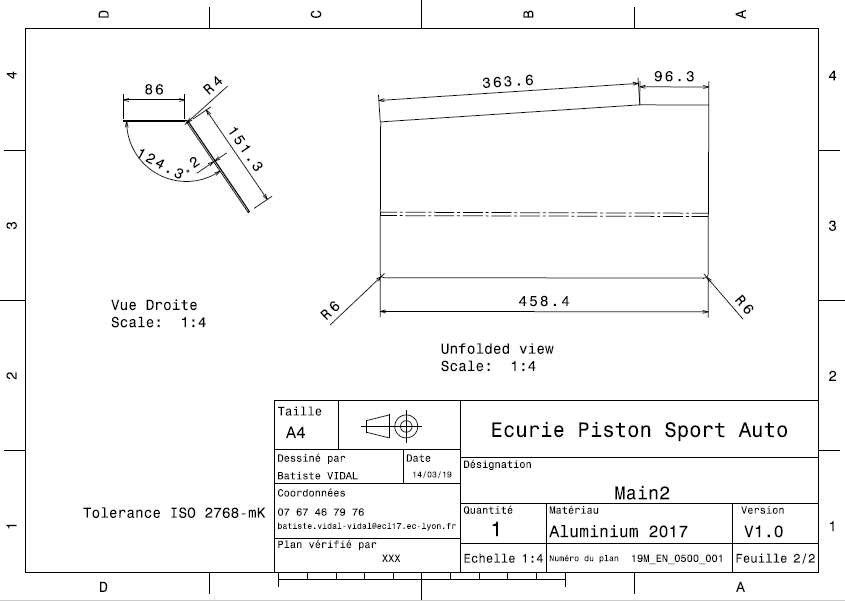 D C B A
4 4
86
R4
151.3
124.3°
2
363.6
96.3
3 3
R6
R6
458.4
Vue Droite
Scale: 1:4
Unfolded view
Scale: 1:4
2 2
Taille
A4
Ecurie Piston Sport Auto
Dessiné par
Batiste VIDAL
Date
14/03/19
Désignation
Main2
Coordonnées
07 67 46 79 76
batiste.vidal-vidal@ecl17.ec-lyon.fr
Quantité
1
Matériau
Aluminium 2017
Version
V1.0
Tolerance ISO 2768-mK
1 1
Plan vérifié par
XXX
Echelle 1:4
Numéro du plan 19M_EN_0500_001
Feuille 2/2
D A